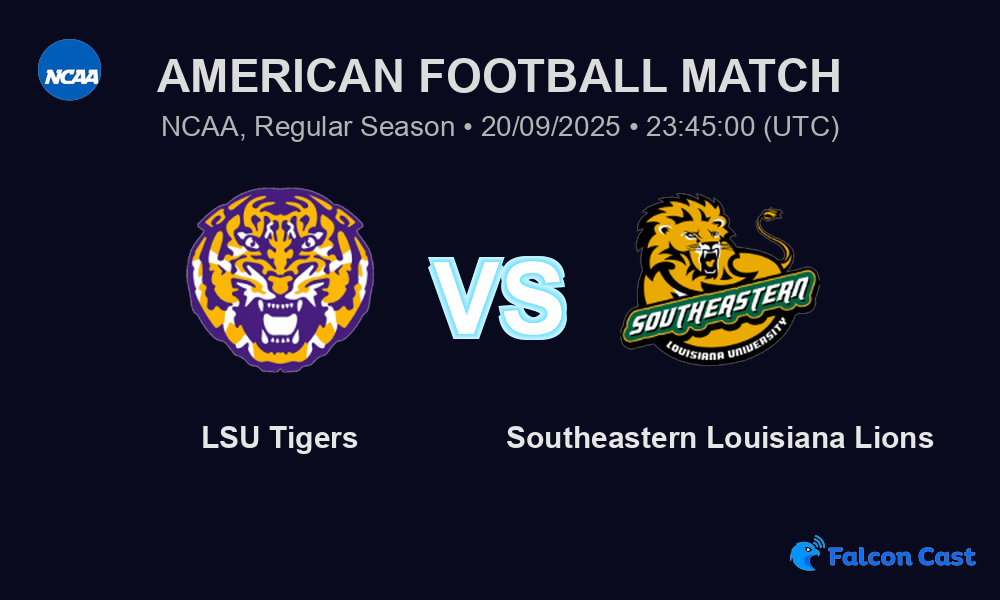 NCAA
AMERICAN FOOTBALL MATCH
NCAA, Regular Season • 20/09/2025 • 23:45:00 (UTC)
VS
SOUTHEASTERN
LOUISIANA UNIVERSITY
LSU Tigers
Southeastern Louisiana Lions
Falcon Cast